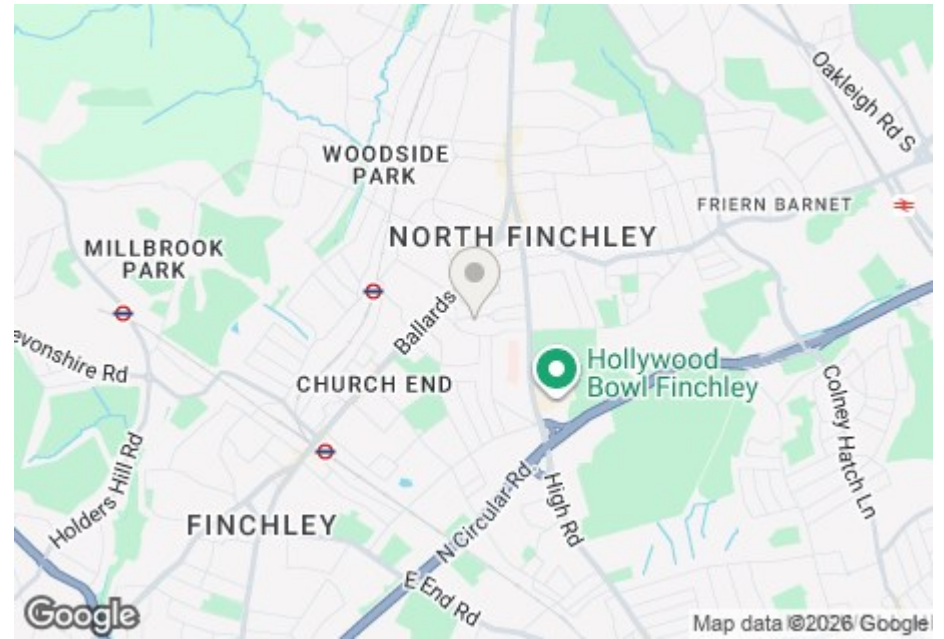 Oakleigh Rd S
WOODSIDE
PARK
FRIERN BARNET
NORTH FINCHLEY
MILLBROOK
PARK
Ballards
evonshire Rd
Hollywood
Bowl Finchley
CHURCH END
Colney Hatch Ln
Holders Hill Rd
N Circular Rd
High Rd
FINCHLEY
E End Rd
Google
Map data ©2026 Google